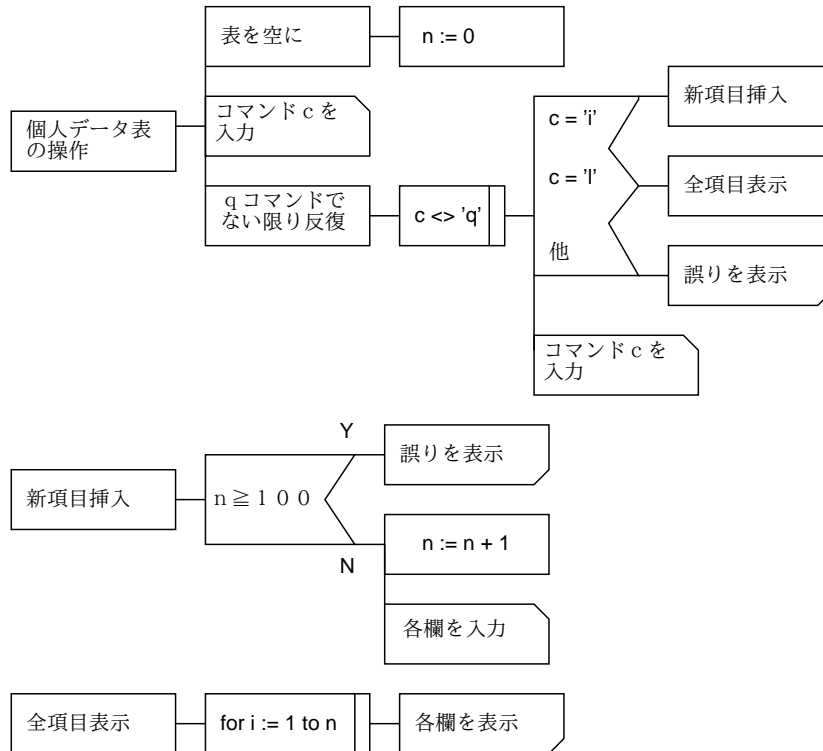 表を空に
n := 0
個人データ表
の操作
コマンドｃを
入力
ｑコマンドで
ない限り反復
c <> 'q'
c = 'i'
新項目挿入
c = 'l'
全項目表示
他
誤りを表示
コマンドｃを
入力
新項目挿入
ｎ≧１００
Y
誤りを表示
N
n := n + 1
各欄を入力
全項目表示
for i := 1 to n
各欄を表示